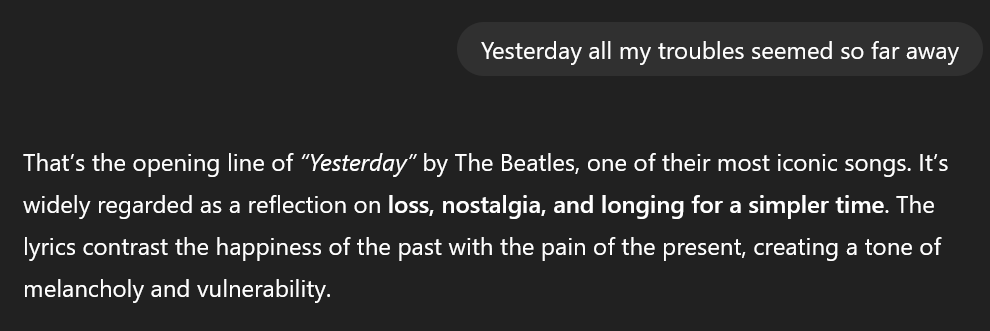 Yesterday all my troubles seemed so far away
That's the opening line of “Yesterday” by The Beatles, one of their most iconic songs. It's
widely regarded as a reflection on loss, nostalgia, and longing for a simpler time. The
lyrics contrast the happiness of the past with the pain of the present, creating a tone of
melancholy and vulnerability.